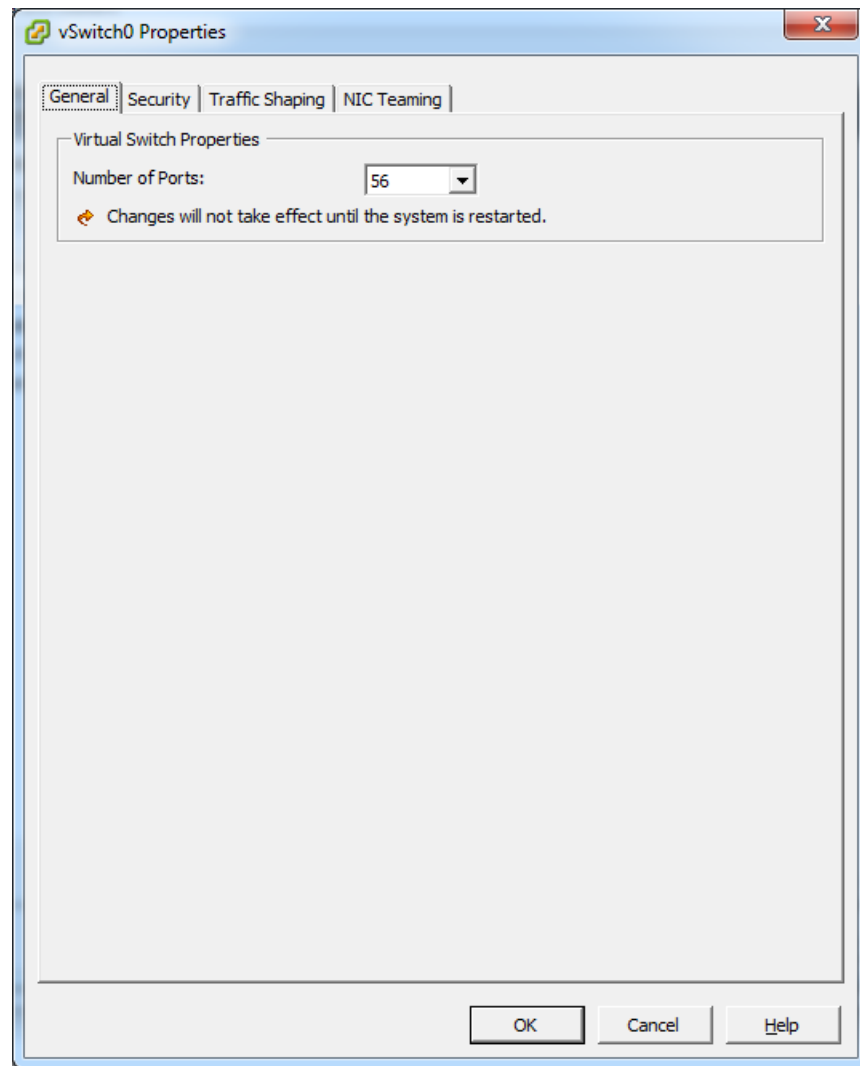 vSwitch0 Properties
General Security Traffic Shaping NIC Teaming
Virtual Switch Properties
Number of Ports: 56
Changes will not take effect until the system is restarted.
OK Cancel Help